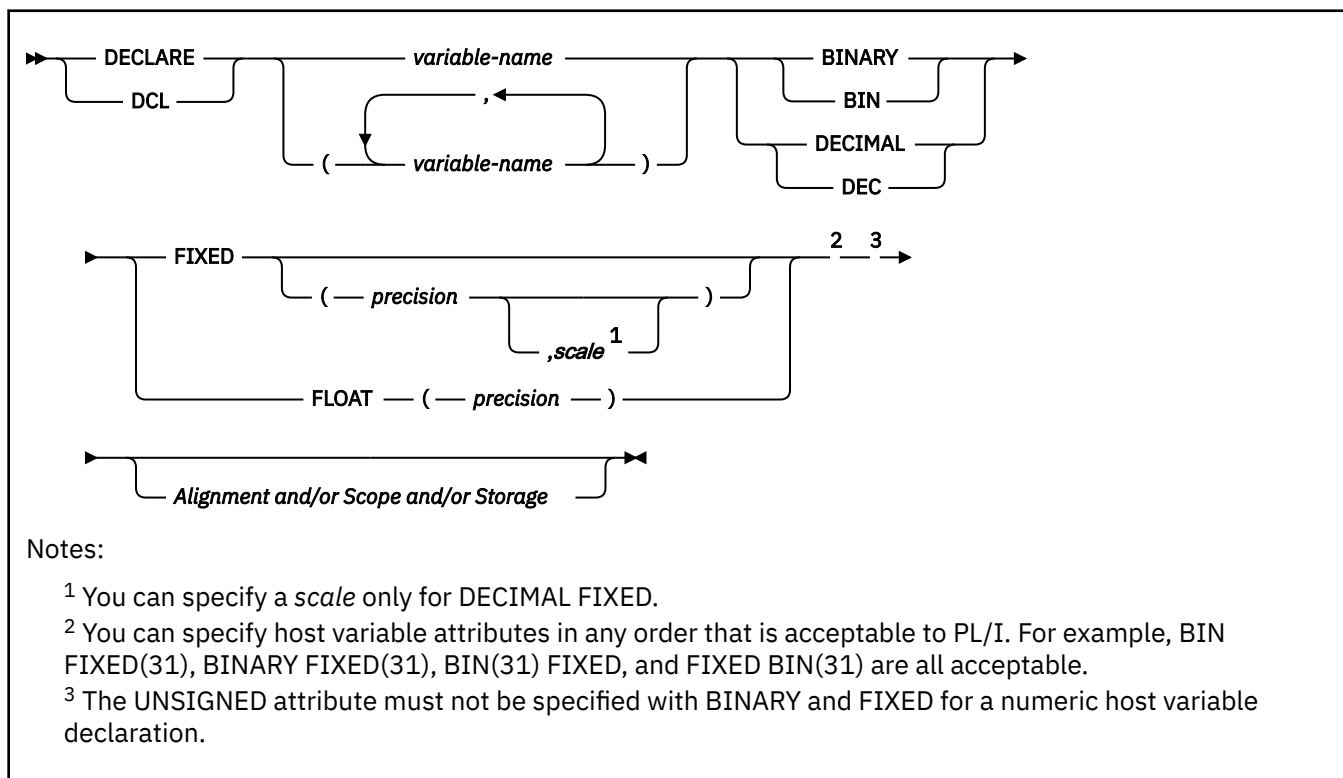 DECLARE variable-name BINARY
DCL , BIN
( variable-name ) DECIMAL
DEC
FIXED 2 3
( precision )
,scale 1
FLOAT ( precision )
Alignment and/or Scope and/or Storage
Notes:
1 You can specify a scale only for DECIMAL FIXED.
2 You can specify host variable attributes in any order that is acceptable to PL/I. For example, BIN
FIXED(31), BINARY FIXED(31), BIN(31) FIXED, and FIXED BIN(31) are all acceptable.
3 The UNSIGNED attribute must not be specified with BINARY and FIXED for a numeric host variable
declaration.